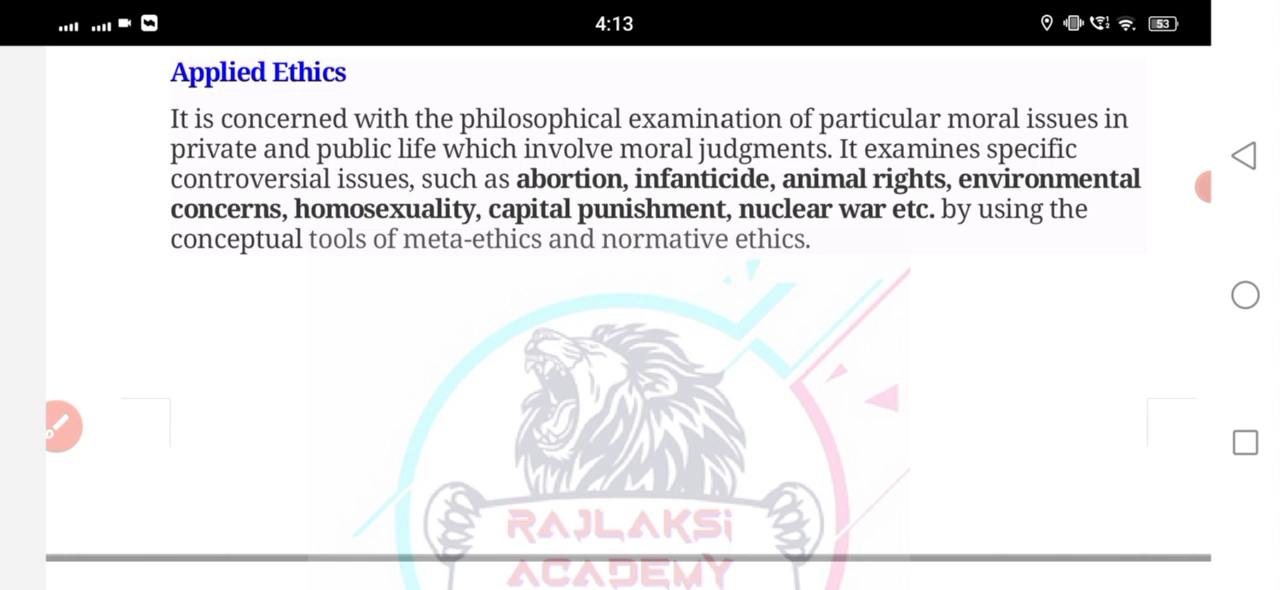 4:13
53
Applied Ethics
It is concerned with the philosophical examination of particular moral issues in
private and public life which involve moral judgments. It examines specific
controversial issues, such as abortion, infanticide, animal rights, environmental
concerns, homosexuality, capital punishment, nuclear war etc. by using the
conceptual tools of meta-ethics and normative ethics.
RAJLAKSi
ACADEMY